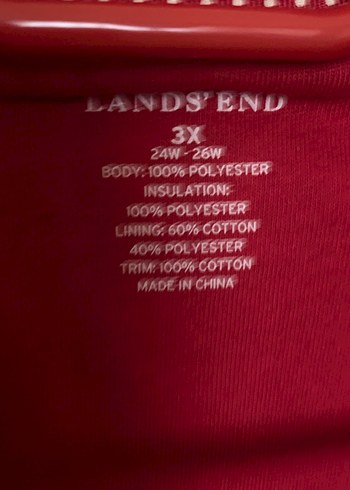 LANDS' END
3X
24W - 26W
BODY: 100% POLYESTER
INSULATION:
100% POLYESTER
LINING: 60% COTTON
40% POLYESTER
TRIM: 100% COTTON
MADE IN CHINA